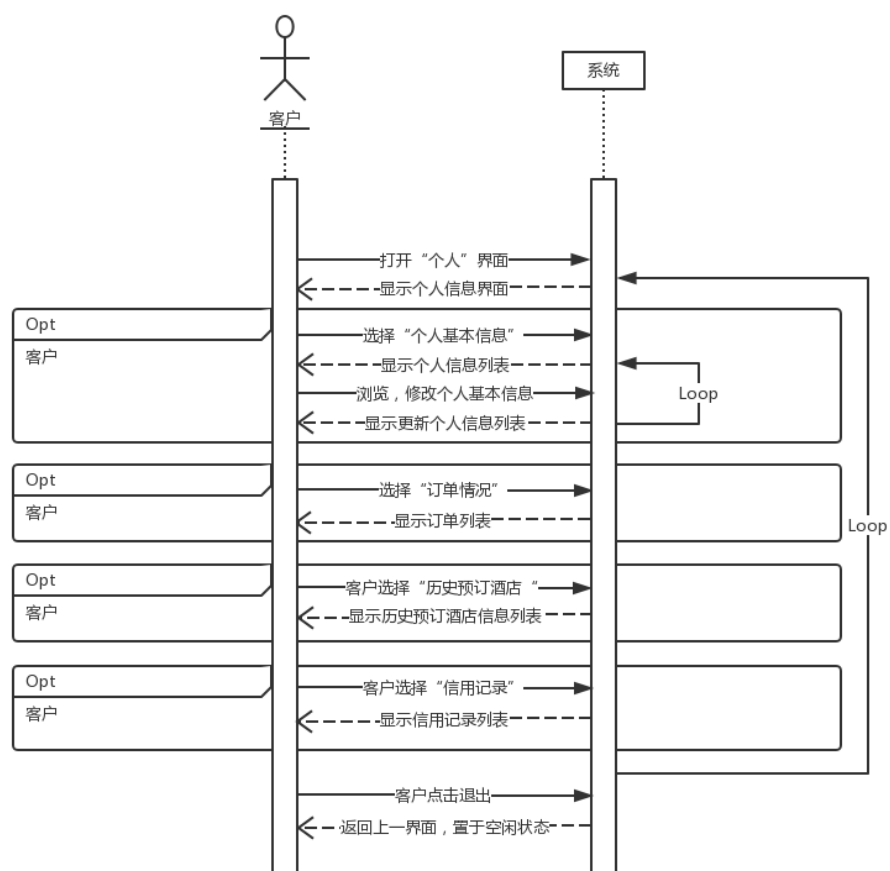 客户
系统
打开“个人”界面
显示个人信息界面
Opt
客户
选择“个人基本信息”
显示个人信息列表
Loop
浏览，修改个人基本信息
显示更新个人信息列表
Opt
客户
选择“订单情况”
显示订单列表
Loop
Opt
客户
客户选择“历史预订酒店“
显示历史预订酒店信息列表
Opt
客户
客户选择“信用记录”
显示信用记录列表
客户点击退出
返回上一界面，置于空闲状态